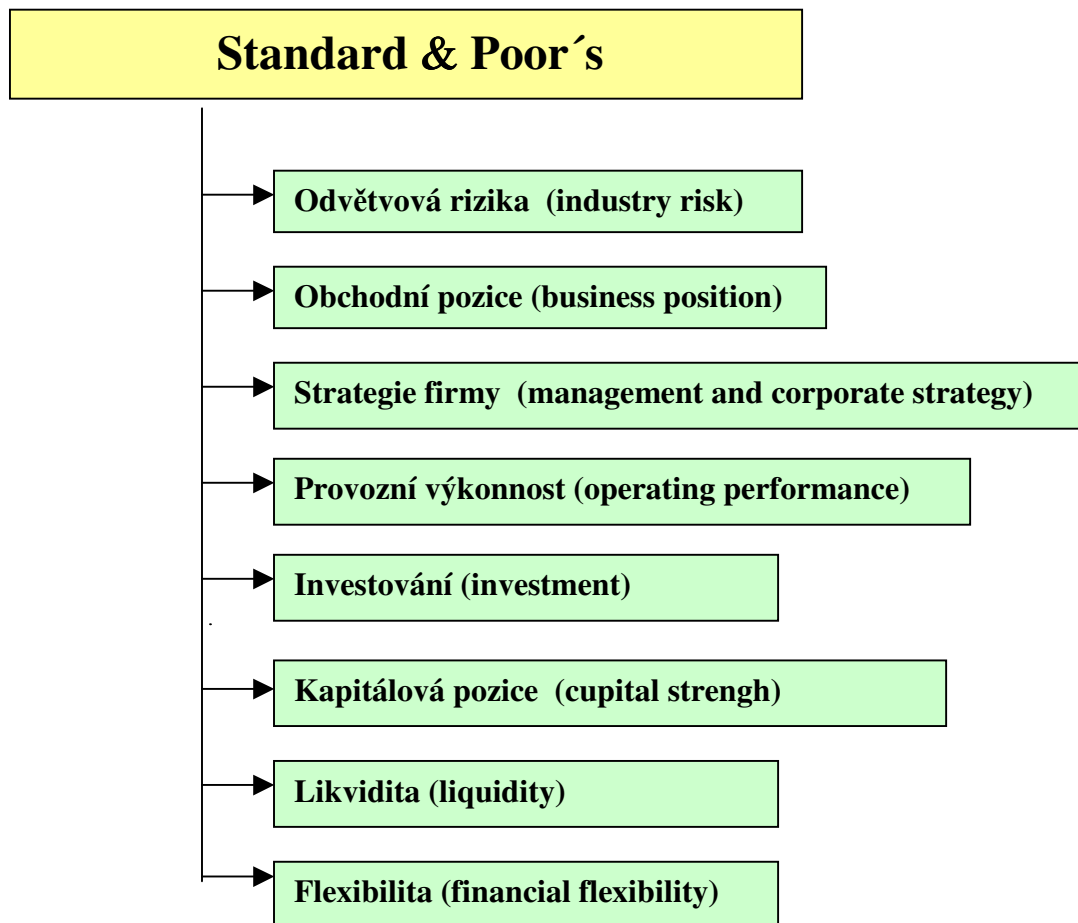 Standard & Poor´s
Odvětvová rizika (industry risk)
Obchodní pozice (business position)
Strategie firmy (management and corporate strategy)
Provozní výkonnost (operating performance)
Investování (investment)
Kapitálová pozice (cupital strengh)
Likvidita (liquidity)
Flexibilita (financial flexibility)